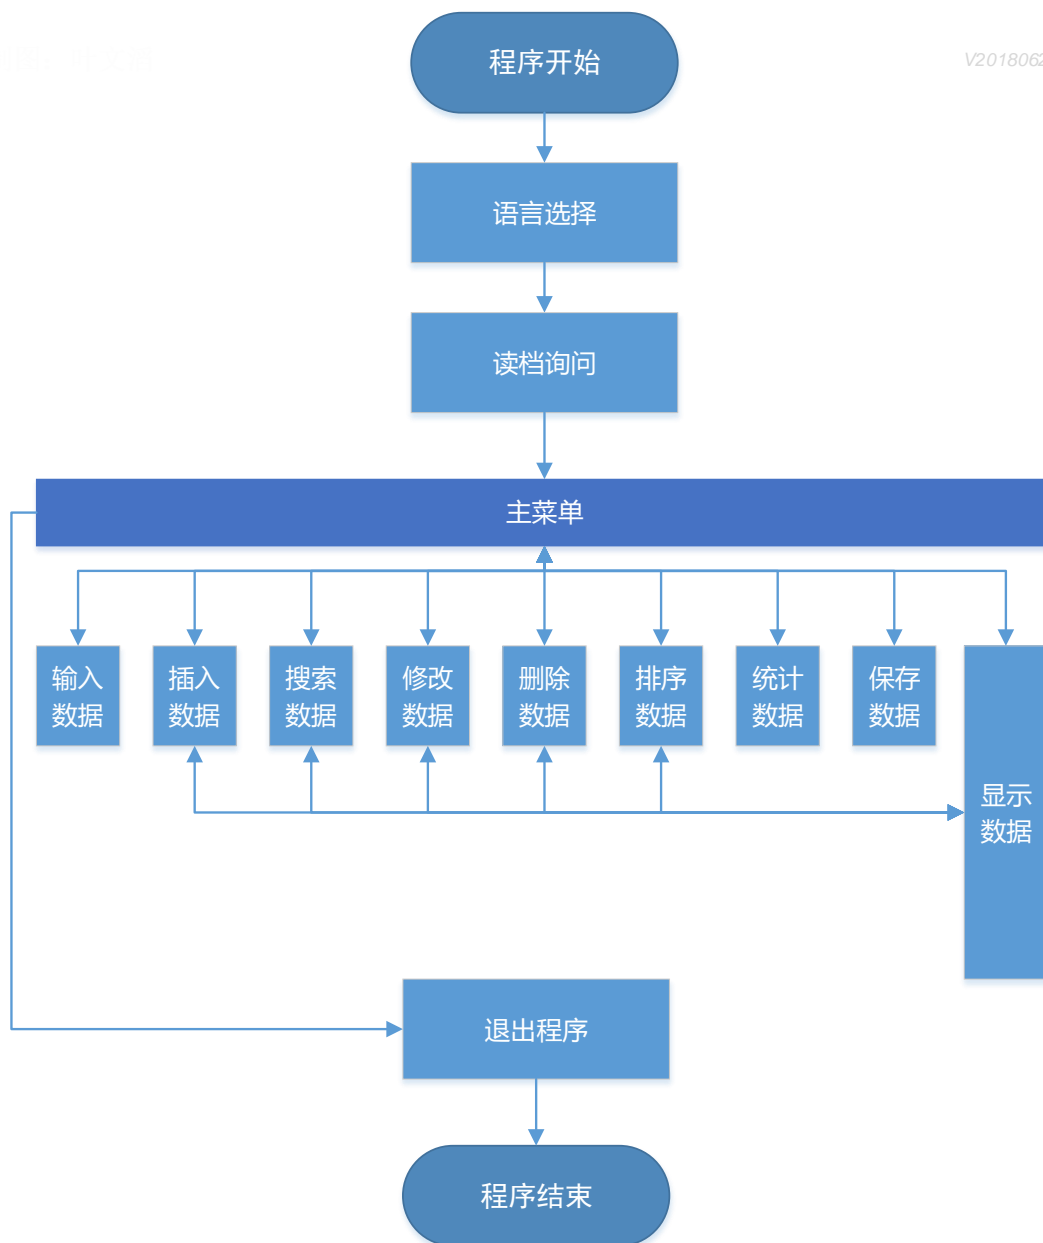 程序开始
V2018062
语言选择
读档询问
主菜单
输入
数据
插入
数据
搜索
数据
修改
数据
删除
数据
排序
数据
统计
数据
保存
数据
显示
数据
退出程序
程序结束